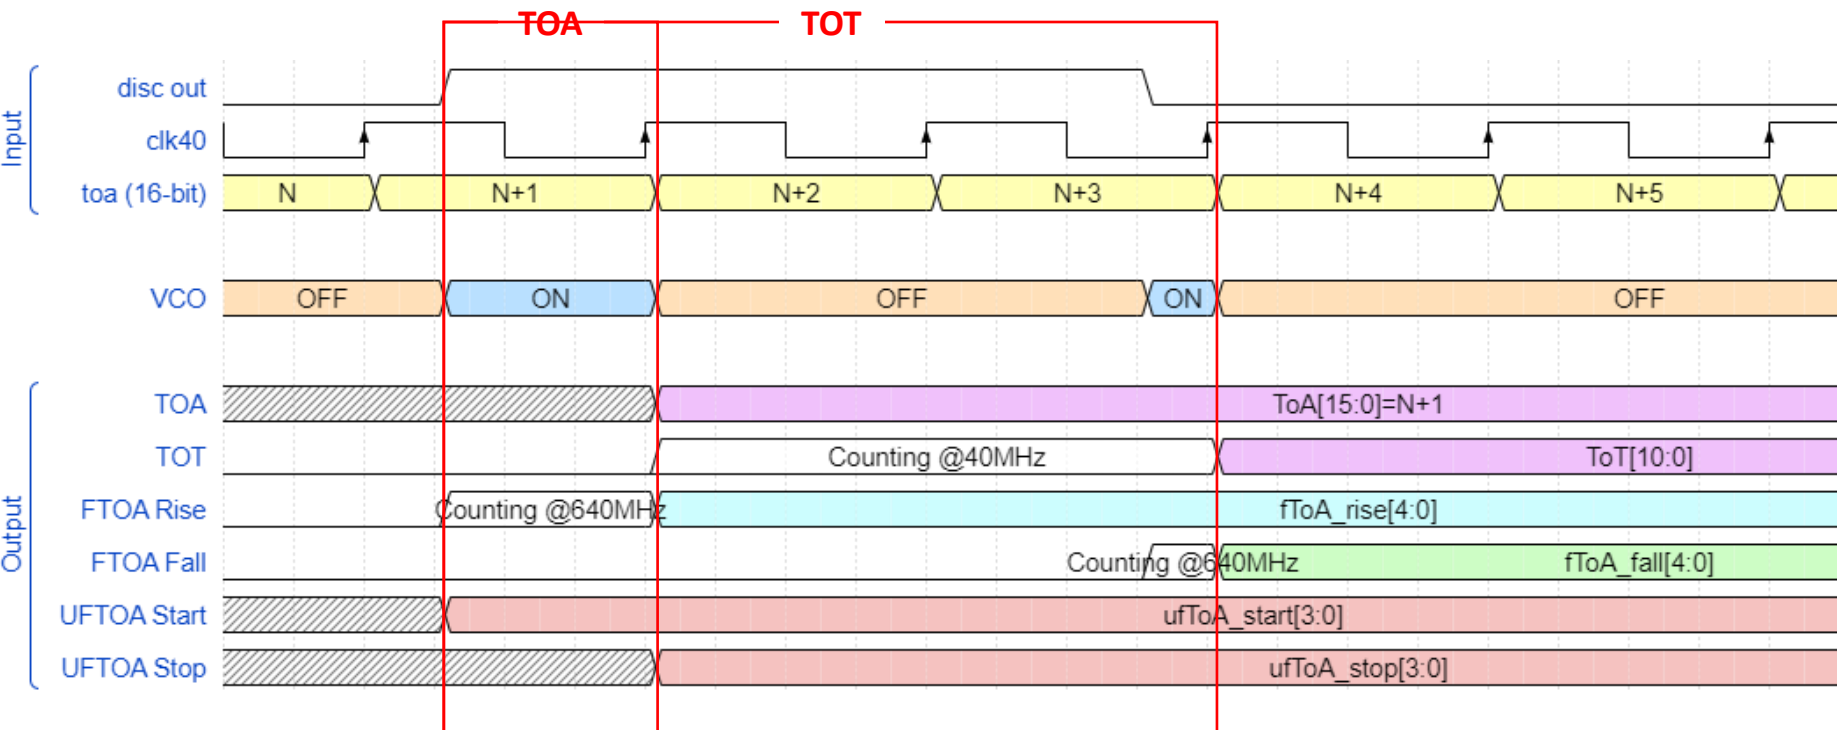 TOA TOT
Input
disc out
clk40
toa (16-bit) N N+1 N+2 N+3 N+4 N+5
VCO OFF ON OFF ON OFF
Output
TOA ToA[15:0]=N+1
TOT Counting @40MHz ToT[10:0]
FTOA Rise Counting @640MHz fToA_rise[4:0]
FTOA Fall Counting @640MHz fToA_fall[4:0]
UFTOA Start ufToA_start[3:0]
UFTOA Stop ufToA_stop[3:0]